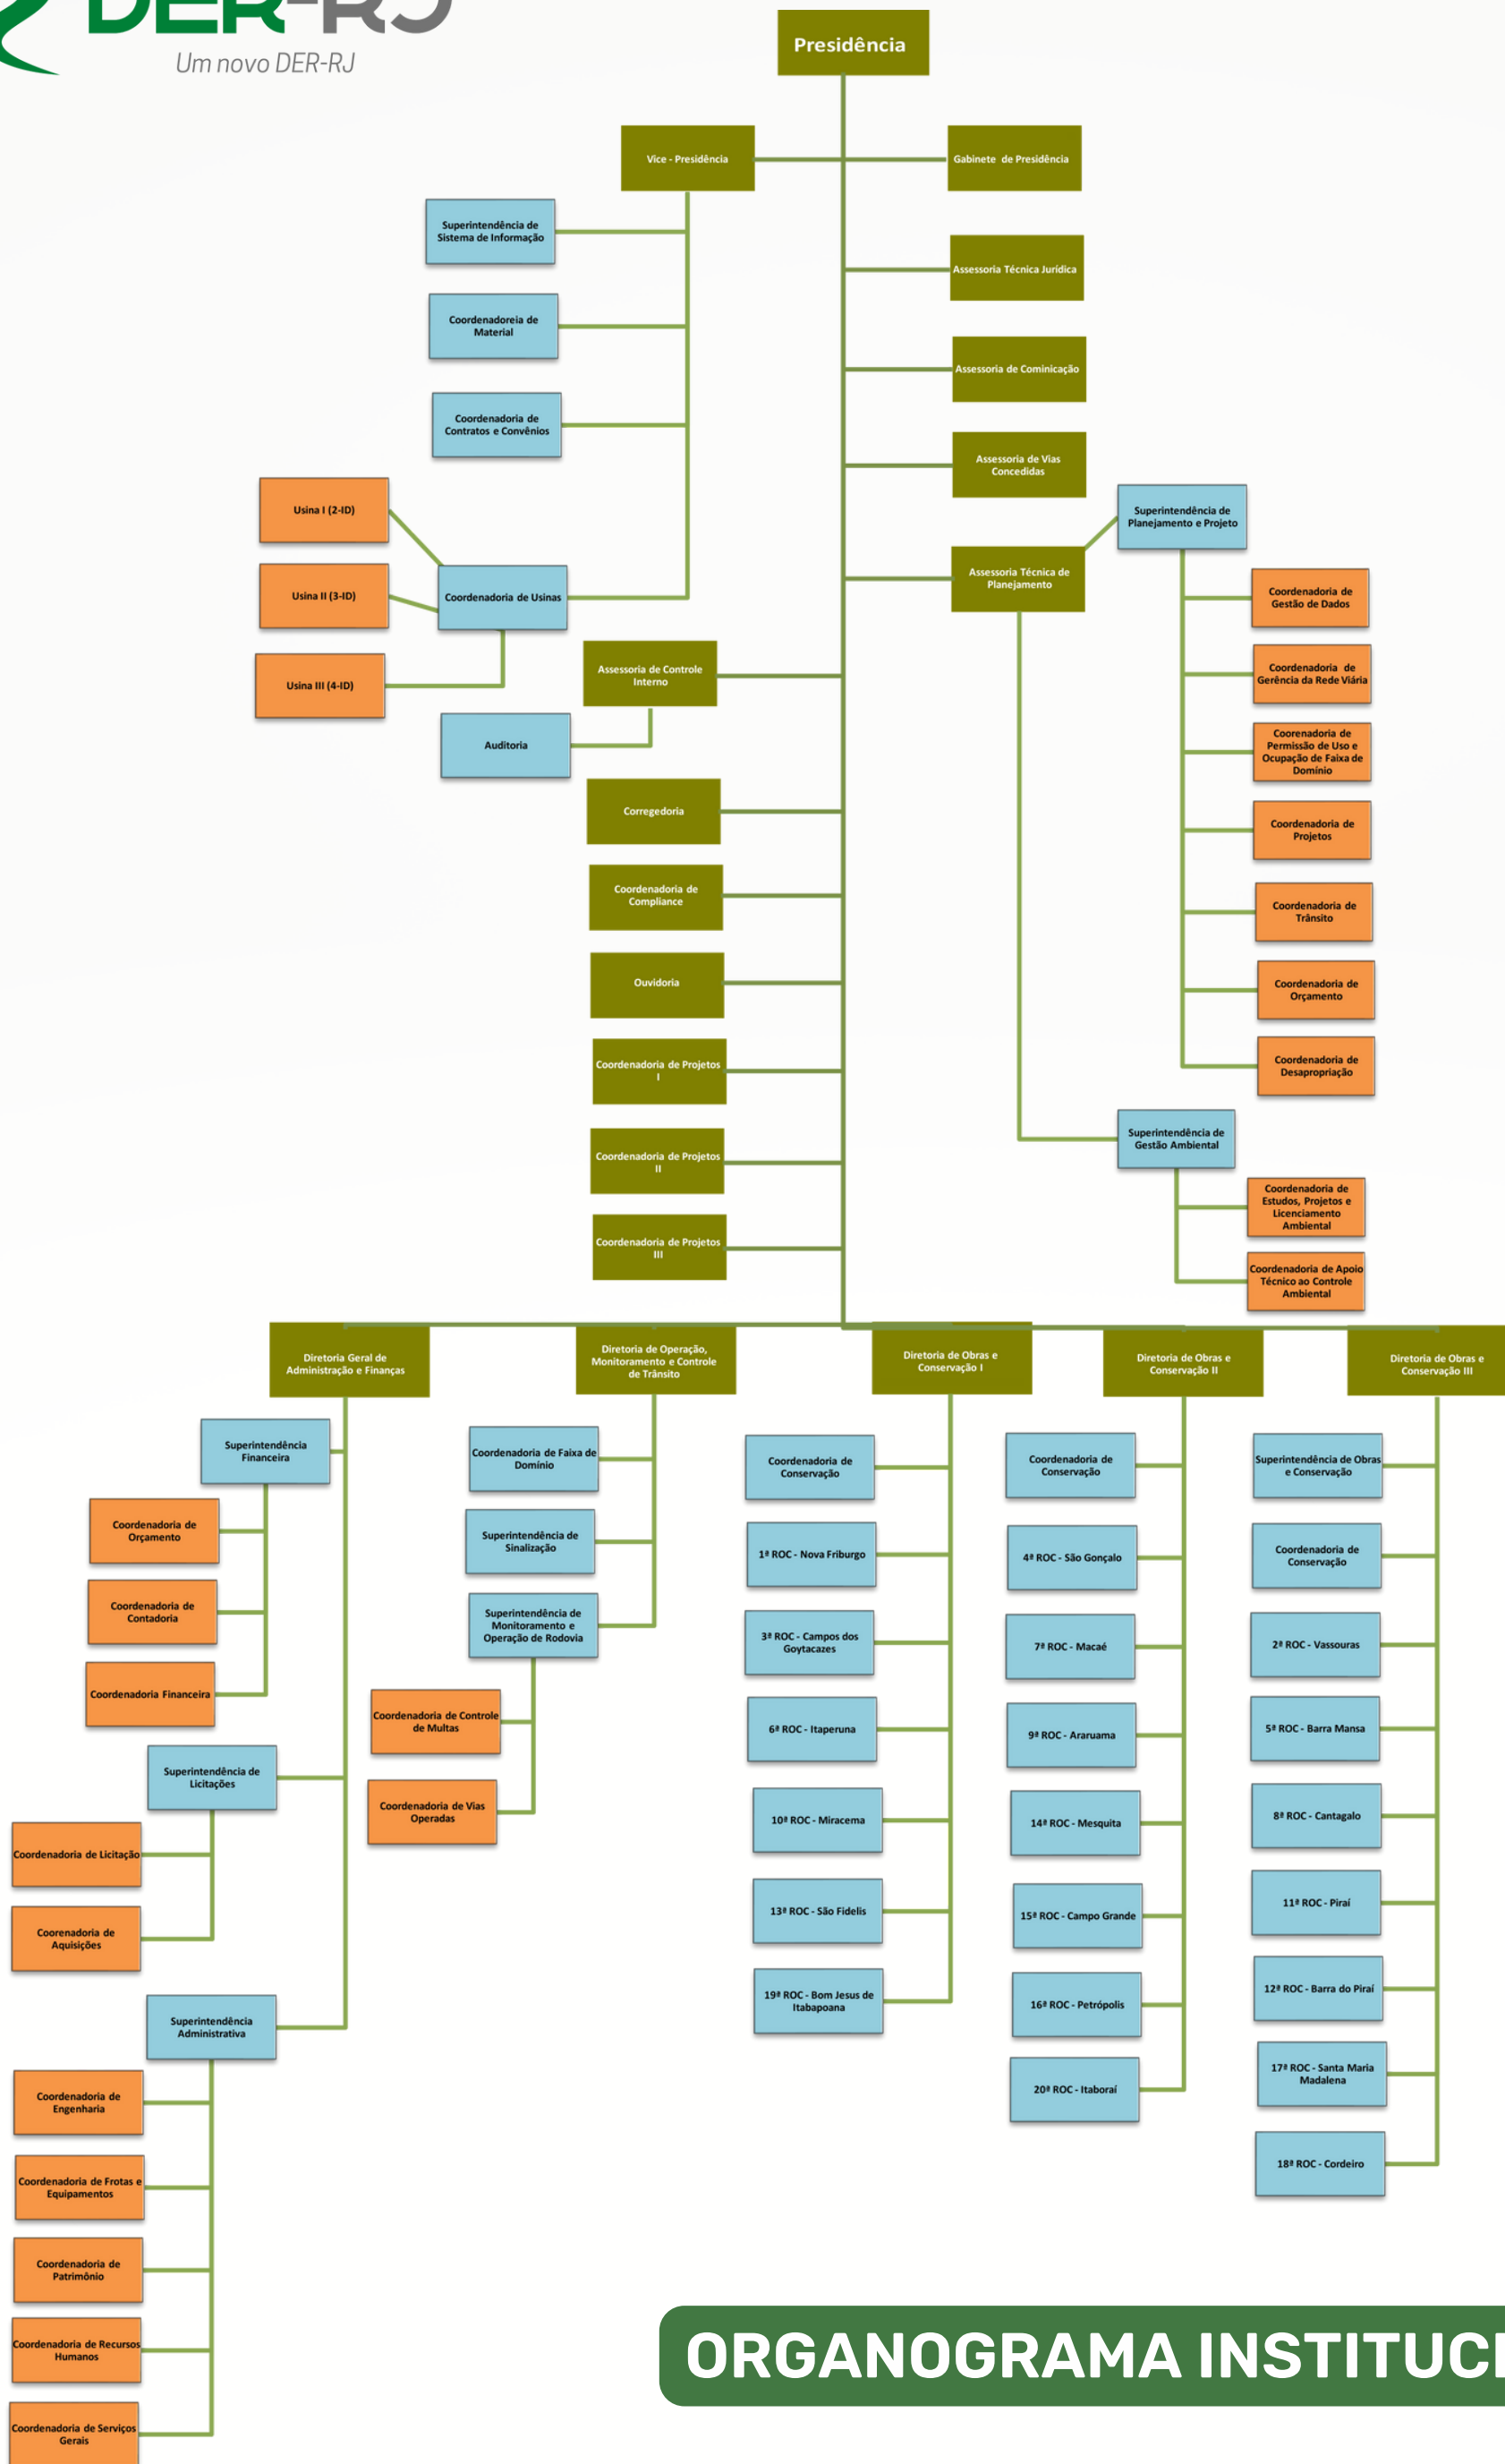 DER-RJ
Um novo DER-RJ
Presidência
Vice - Presidência
Gabinete de Presidência
Superintendência de
Sistema de Informação
Assessoria Técnica Jurídica
Coordenadoreia de
Material
Assessoria de Cominicação
Coordenadoria de
Contratos e Convênios
Assessoria de Vias
Concedidas
Usina I (2-ID)
Superintendência de
Planejamento e Projeto
Usina II (3-ID)
Coordenadoria de Usinas
Assessoria Técnica de
Planejamento
Coordenadoria de
Gestão de Dados
Usina III (4-ID)
Assessoria de Controle
Interno
Coordenadoria de
Gerência da Rede Viária
Auditoria
Coorenadoria de
Permissão de Uso e
Ocupação de Faixa de
Domínio
Corregedoria
Coordenadoria de
Projetos
Coordenadoria de
Compliance
Coordenadoria de
Trânsito
Ouvidoria
Coordenadoria de
Orçamento
Coordenadoria de Projetos
I
Coordenadoria de
Desapropriação
Coordenadoria de Projetos
II
Superintendência de
Gestão Ambiental
Coordenadoria de Projetos
III
Coordenadoria de
Estudos, Projetos e
Licenciamento
Ambiental
Coordenadoria de Apoio
Técnico ao Controle
Ambiental
Diretoria Geral de
Administração e Finanças
Diretoria de Operação,
Monitoramento e Controle
de Trânsito
Diretoria de Obras e
Conservação I
Diretoria de Obras e
Conservação II
Diretoria de Obras e
Conservação III
Superintendência
Financeira
Coordenadoria de
Orçamento
Coordenadoria de
Contadoria
Coordenadoria Financeira
Superintendência de
Licitações
Coordenadoria de Licitação
Coorenadoria de
Aquisições
Superintendência
Administrativa
Coordenadoria de
Engenharia
Coordenadoria de Frotas e
Equipamentos
Coordenadoria de
Patrimônio
Coordenadoria de Recursos
Humanos
Coordenadoria de Serviços
Gerais
Coordenadoria de Faixa de
Domínio
Superintendência de
Sinalização
Superintendência de
Monitoramento e
Operação de Rodovia
Coordenadoria de Controle
de Multas
Coordenadoria de Vias
Operadas
Coordenadoria de
Conservação
1ª ROC - Nova Friburgo
3ª ROC - Campos dos
Goytacazes
6ª ROC - Itaperuna
10ª ROC - Miracema
13ª ROC - São Fidelis
19ª ROC - Bom Jesus de
Itabapoana
Coordenadoria de
Conservação
4ª ROC - São Gonçalo
7ª ROC - Macaé
9ª ROC - Araruama
14ª ROC - Mesquita
15ª ROC - Campo Grande
16ª ROC - Petrópolis
20ª ROC - Itaboraí
Superintendência de Obras
e Conservação
Coordenadoria de
Conservação
2ª ROC - Vassouras
5ª ROC - Barra Mansa
8ª ROC - Cantagalo
11ª ROC - Piraí
12ª ROC - Barra do Piraí
17ª ROC - Santa Maria
Madalena
18ª ROC - Cordeiro
ORGANOGRAMA INSTITUCI